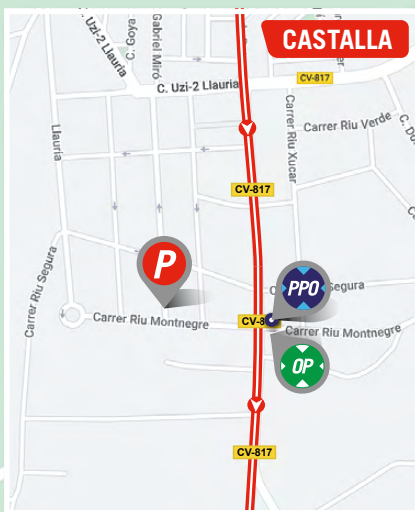 CASTALLA
C. Uzi-2 Llauria
C. Goya
Gabriel Miró
CV-817
C. Uzi-2 Llauria
Carrer Riu Verde
Llauria
Carrer Riu Xucar
CV-817
Carrer Riu Segura
P
PPO
Segura
Carrer Riu Montnegre
CV-8
Carrer Riu Montnegre
OP
CV-817